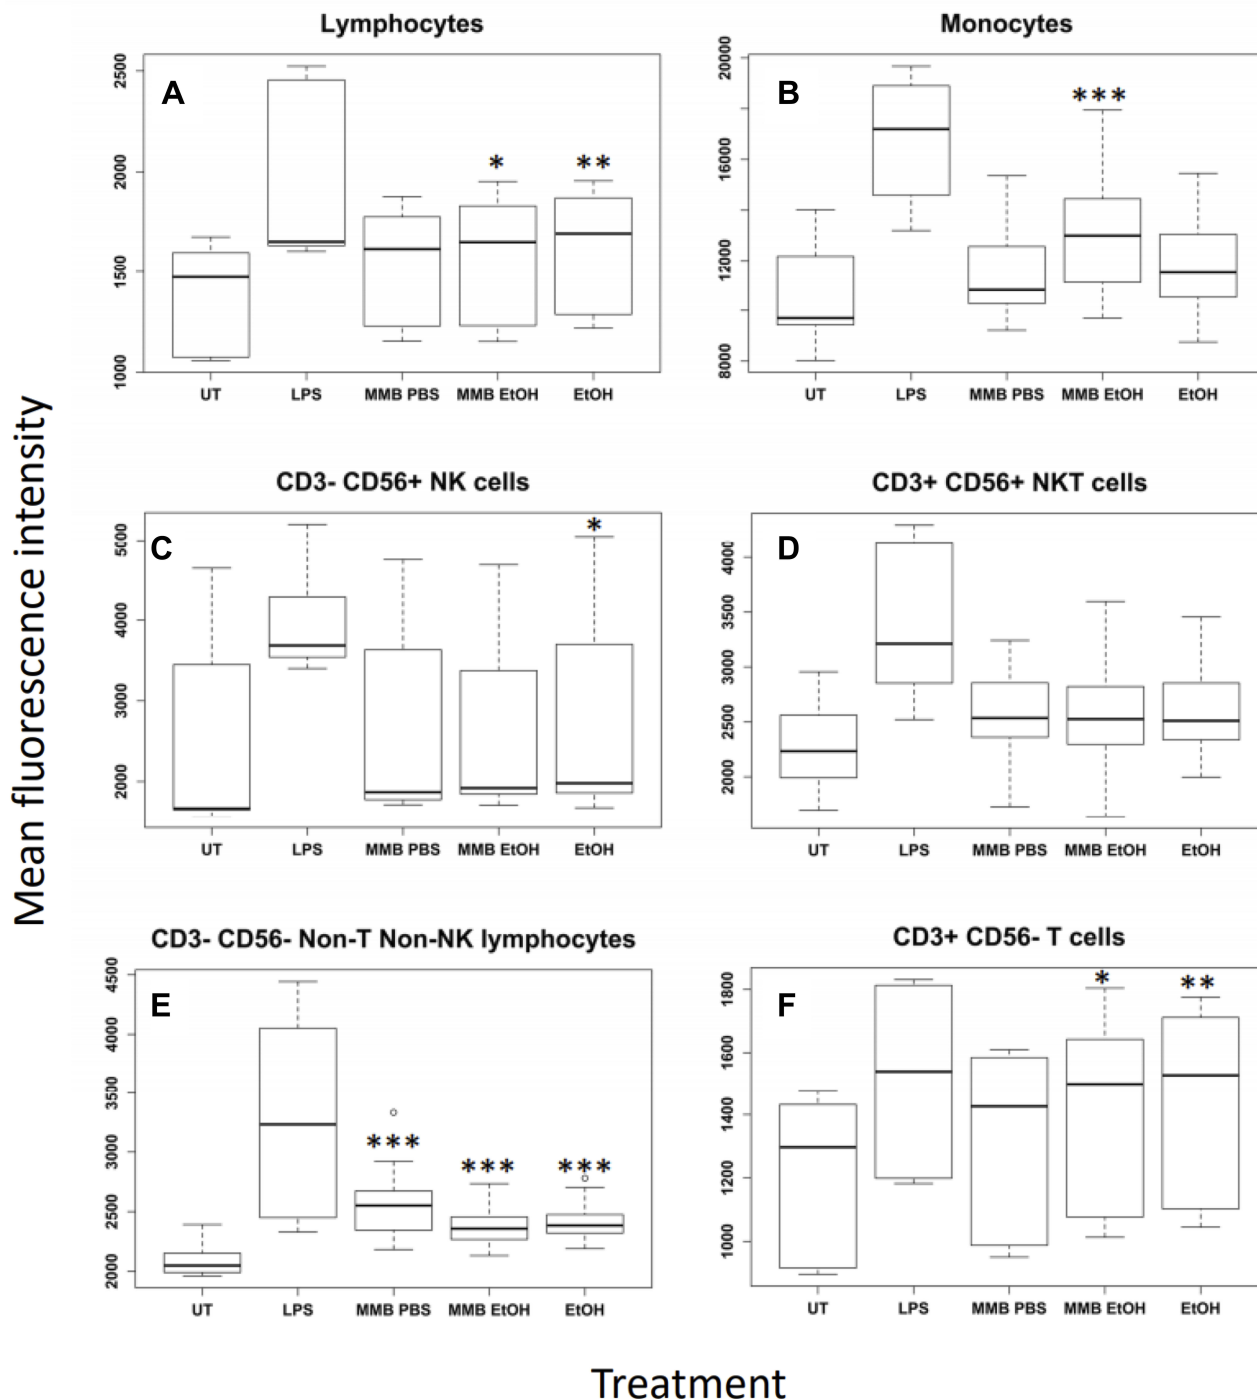 Lymphocytes
A
2500
2000
1500
1000
*
**
UT LPS MMB PBS MMB EtOH EtOH
Monocytes
B
20000
16000
12000
8000
***
UT LPS MMB PBS MMB EtOH EtOH
Mean fluorescence intensity
CD3- CD56+ NK cells
C
5000
4000
3000
2000
*
UT LPS MMB PBS MMB EtOH EtOH
CD3+ CD56+ NKT cells
D
4000
3500
3000
2500
2000
UT LPS MMB PBS MMB EtOH EtOH
CD3- CD56- Non-T Non-NK lymphocytes
E
4500
4000
3500
3000
2500
2000
*** *** ***
UT LPS MMB PBS MMB EtOH EtOH
CD3+ CD56- T cells
F
1800
1600
1400
1200
1000
*
**
UT LPS MMB PBS MMB EtOH EtOH
Treatment